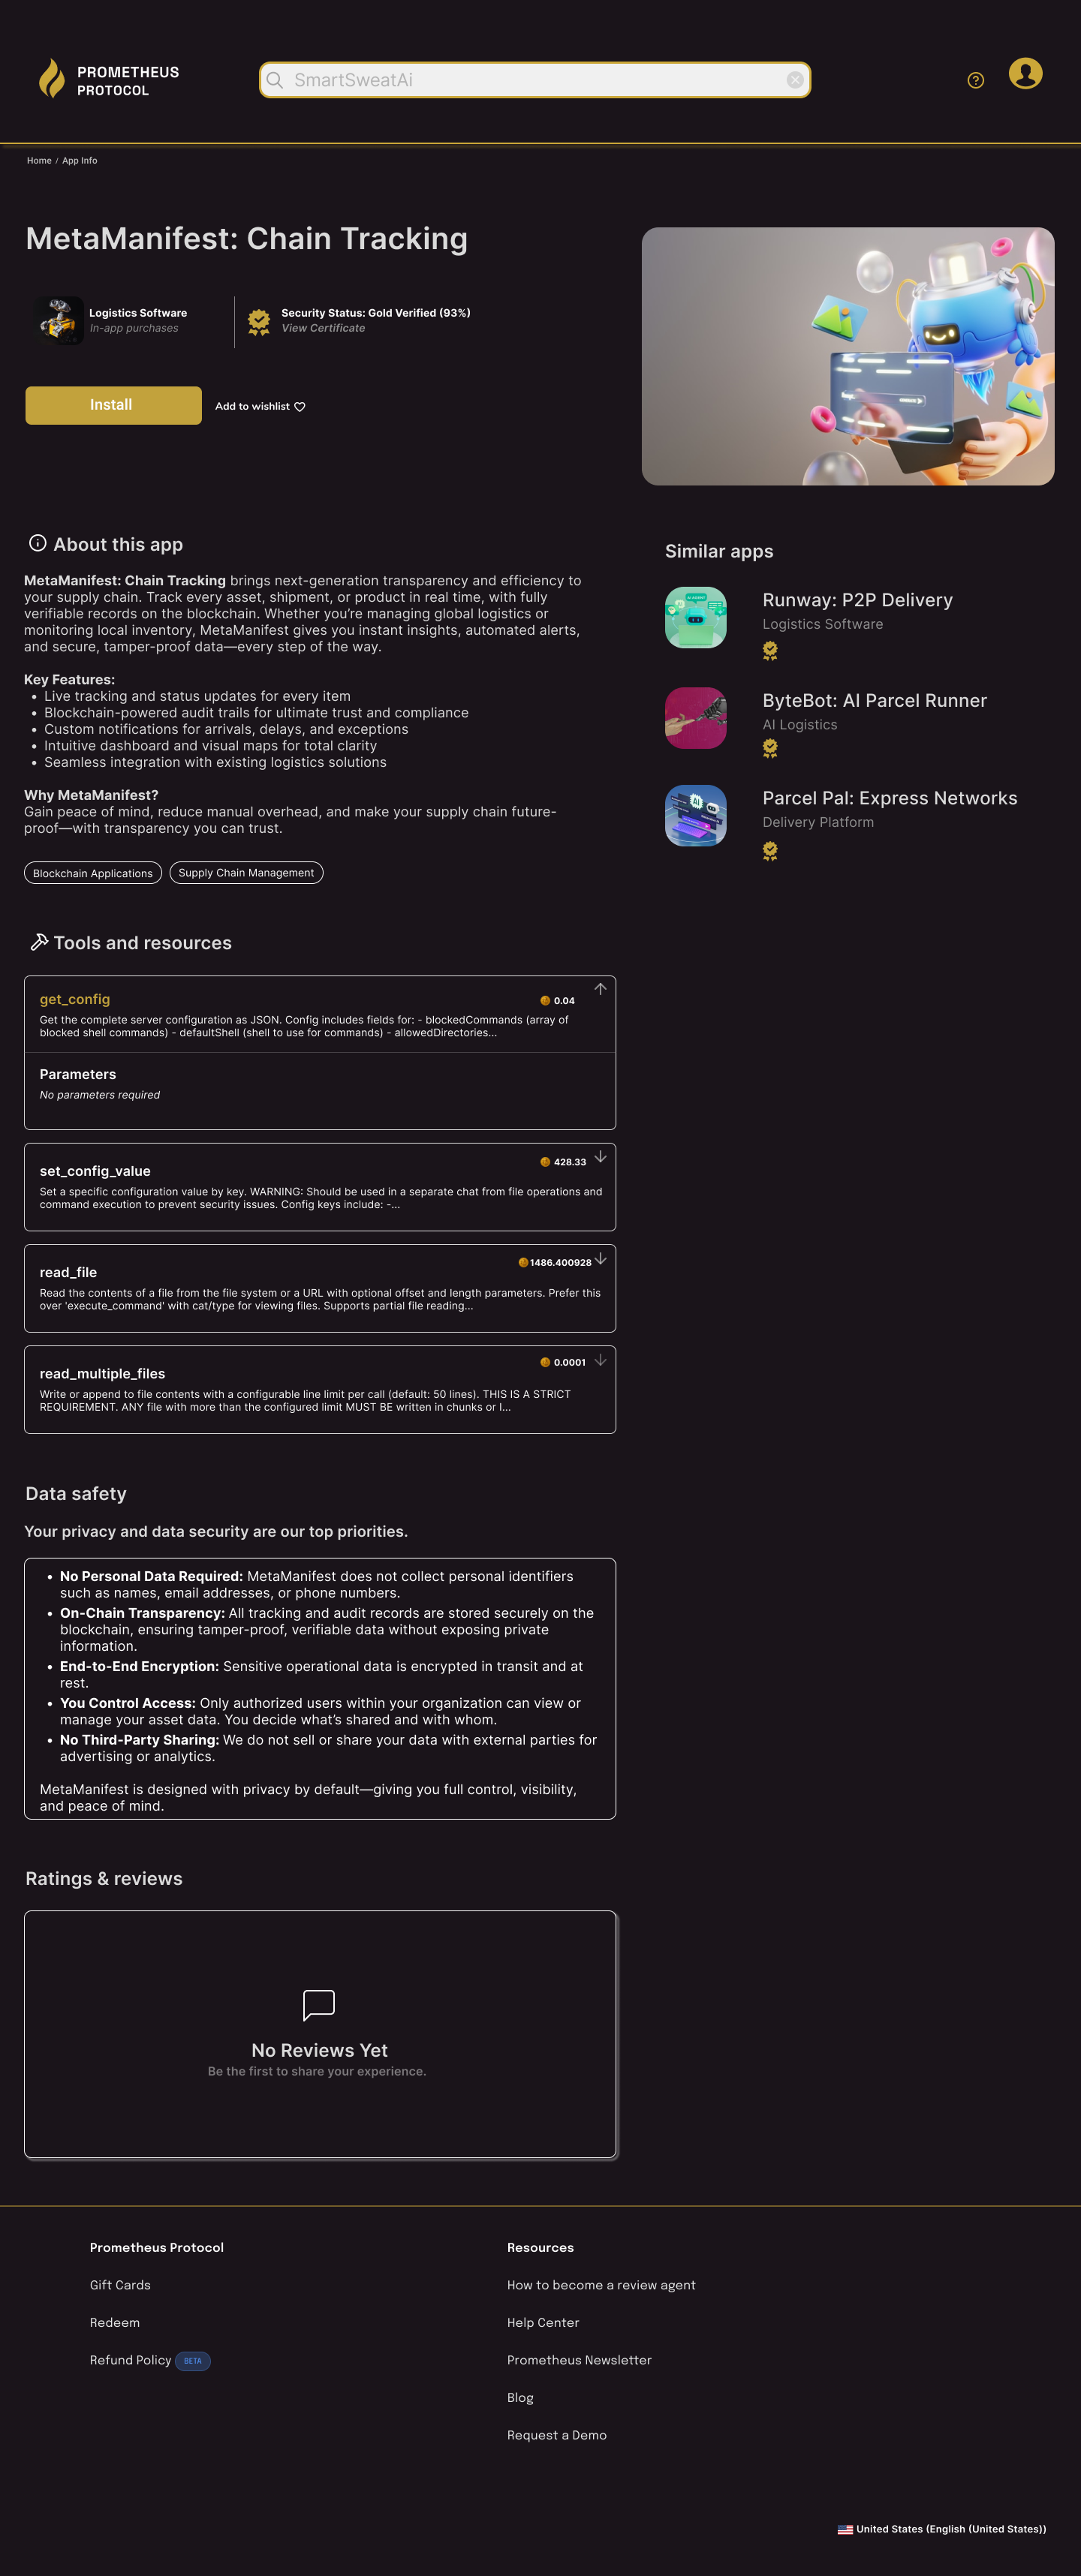 PROMETHEUS
PROTOCOL
SmartSweatAi
Home / App Info
MetaManifest: Chain Tracking
Logistics Software
In-app purchases
Security Status: Gold Verified (93%)
View Certificate
Install
Add to wishlist
About this app
MetaManifest: Chain Tracking brings next-generation transparency and efficiency to
your supply chain. Track every asset, shipment, or product in real time, with fully
verifiable records on the blockchain. Whether you’re managing global logistics or
monitoring local inventory, MetaManifest gives you instant insights, automated alerts,
and secure, tamper-proof data—every step of the way.
Key Features:
• Live tracking and status updates for every item
• Blockchain-powered audit trails for ultimate trust and compliance
• Custom notifications for arrivals, delays, and exceptions
• Intuitive dashboard and visual maps for total clarity
• Seamless integration with existing logistics solutions
Why MetaManifest?
Gain peace of mind, reduce manual overhead, and make your supply chain future-
proof—with transparency you can trust.
Blockchain Applications
Supply Chain Management
Similar apps
Runway: P2P Delivery
Logistics Software
ByteBot: AI Parcel Runner
AI Logistics
AI
Parcel Pal: Express Networks
Delivery Platform
Tools and resources
get_config
0.04
Get the complete server configuration as JSON. Config includes fields for: - blockedCommands (array of
blocked shell commands) - defaultShell (shell to use for commands) - allowedDirectories...
Parameters
No parameters required
set_config_value
428.33
Set a specific configuration value by key. WARNING: Should be used in a separate chat from file operations and
command execution to prevent security issues. Config keys include: -...
read_file
1486.400928
Read the contents of a file from the file system or a URL with optional offset and length parameters. Prefer this
over 'execute_command' with cat/type for viewing files. Supports partial file reading...
read_multiple_files
0.0001
Write or append to file contents with a configurable line limit per call (default: 50 lines). THIS IS A STRICT
REQUIREMENT. ANY file with more than the configured limit MUST BE written in chunks or I...
Data safety
Your privacy and data security are our top priorities.
• No Personal Data Required: MetaManifest does not collect personal identifiers
such as names, email addresses, or phone numbers.
• On-Chain Transparency: All tracking and audit records are stored securely on the
blockchain, ensuring tamper-proof, verifiable data without exposing private
information.
• End-to-End Encryption: Sensitive operational data is encrypted in transit and at
rest.
• You Control Access: Only authorized users within your organization can view or
manage your asset data. You decide what’s shared and with whom.
• No Third-Party Sharing: We do not sell or share your data with external parties for
advertising or analytics.
MetaManifest is designed with privacy by default—giving you full control, visibility,
and peace of mind.
Ratings & reviews
No Reviews Yet
Be the first to share your experience.
Prometheus Protocol
Gift Cards
Redeem
Refund Policy BETA
Resources
How to become a review agent
Help Center
Prometheus Newsletter
Blog
Request a Demo
United States (English (United States))